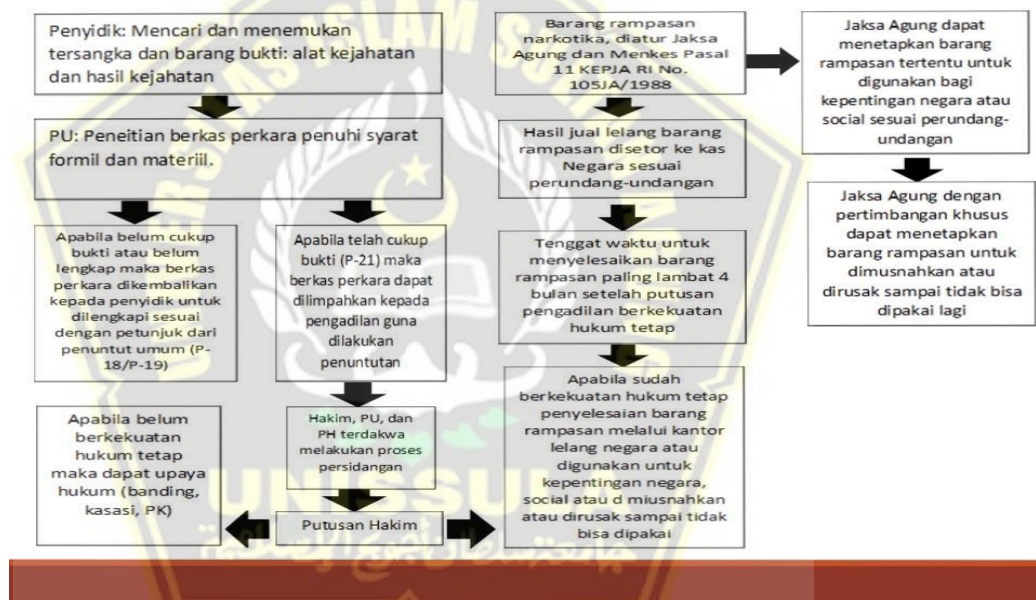 Penyidik: Mencari dan menemukan
tersangka dan barang bukti: alat kejahatan
dan hasil kejahatan
PU: Peneitian berkas perkara penuhi syarat
formil dan materiil.
Apabila belum cukup
bukti atau belum
lengkap maka berkas
perkara dikembalikan
kepada penyidik untuk
dilengkapi sesuai
dengan petunjuk dari
penuntut umum (P-
18/P-19)
Apabila telah cukup
bukti (P-21) maka
berkas perkara dapat
dilimpahkan kepada
pengadilan guna
dilakukan
penuntutan
Apabila belum
berkekuatan
hukum tetap
maka dapat upaya
hukum (banding,
kasasi, PK)
Hakim, PU, dan
PH terdakwa
melakukan proses
persidangan
Putusan Hakim
Barang rampasan
narkotika, diatur Jaksa
Agung dan Menkes Pasal
11 KEPJA RI No.
105JA/1988
Hasil jual lelang barang
rampasan disetor ke kas
Negara sesuai
perundang-undangan
Tenggat waktu untuk
menyelesaikan barang
rampasan paling lambat 4
bulan setelah putusan
pengadilan berkekuatan
hukum tetap
Apabila sudah
berkekuatan hukum tetap
penyelesaian barang
rampasan melalui kantor
lelang negara atau
digunakan untuk
kepentingan negara,
social atau d miusnahkan
atau dirusak sampai tidak
bisa dipakai
Jaksa Agung dapat
menetapkan barang
rampasan tertentu untuk
digunakan bagi
kepentingan negara atau
social sesuai perundang-
undangan
Jaksa Agung dengan
pertimbangan khusus
dapat menetapkan
barang rampasan untuk
dimusnahkan atau
dirusak sampai tidak bisa
dipakai lagi
UNISSULA